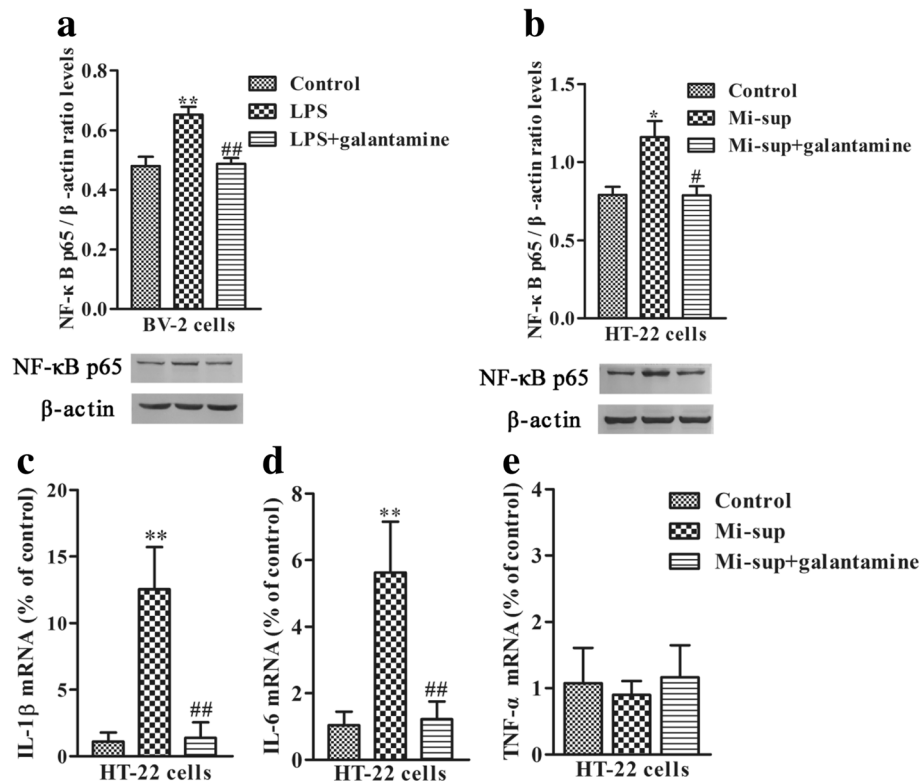 a
NF-κ B p65 / β -actin ratio levels
0.8
0.6
0.4
0.2
0.0
**
##
Control
LPS
LPS+galantamine
BV-2 cells
NF-κB p65
β-actin
b
NF-κ B p65 / β -actin ratio levels
1.5
1.0
0.5
0.0
*
#
Control
Mi-sup
Mi-sup+galantamine
HT-22 cells
NF-κB p65
β-actin
c
IL-1β mRNA (% of control)
20
15
10
5
0
**
##
HT-22 cells
d
IL-6 mRNA (% of control)
8
6
4
2
0
**
##
HT-22 cells
e
TNF-α mRNA (% of control)
4
3
2
1
0
Control
Mi-sup
Mi-sup+galantamine
HT-22 cells